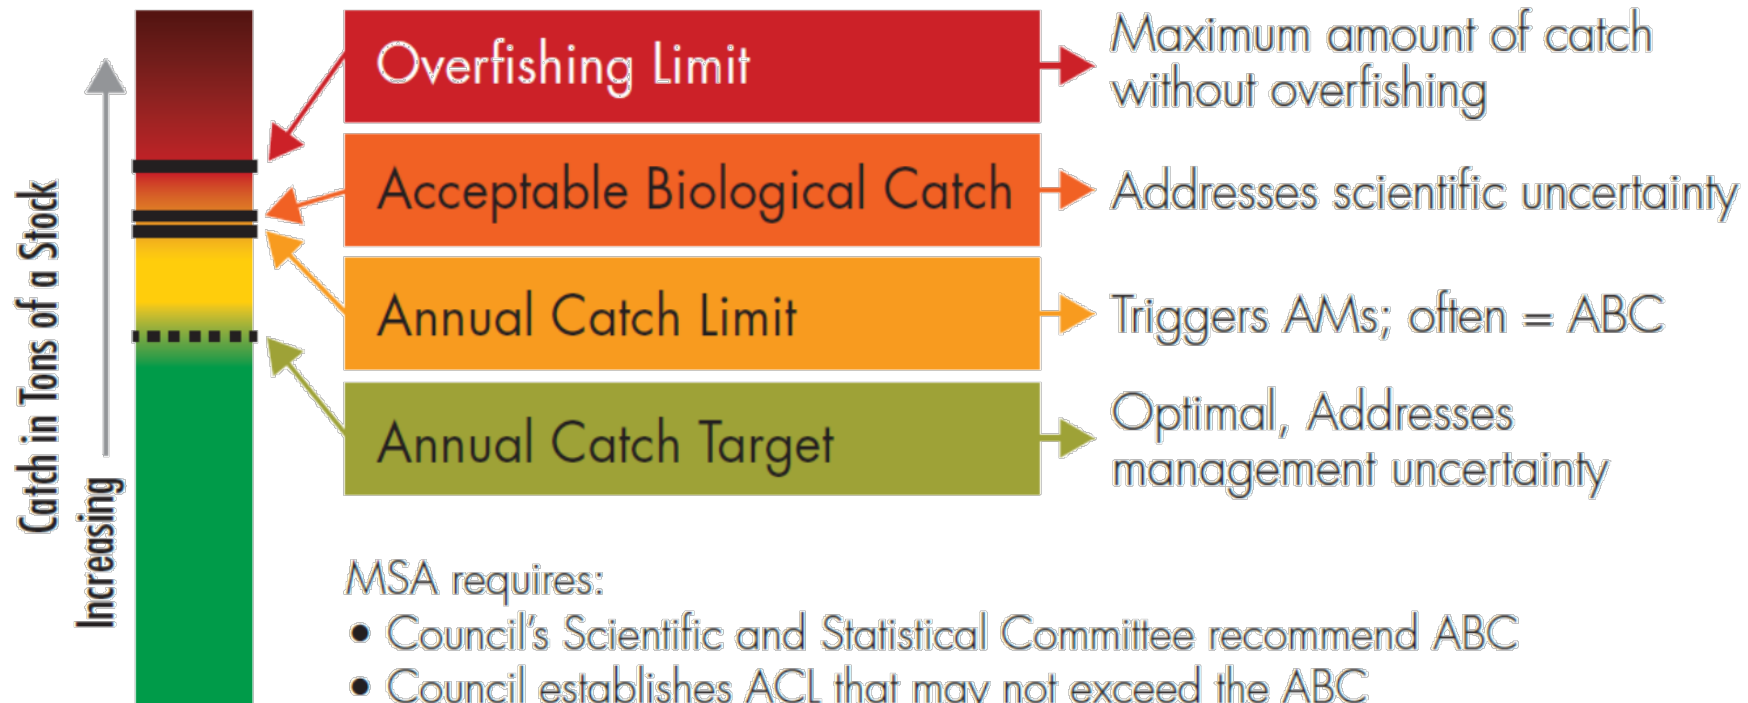 Catch in Tons of a Stock
Increasing
Overfishing Limit
Maximum amount of catch
without overfishing
Acceptable Biological Catch
Addresses scientific uncertainty
Annual Catch Limit
Triggers AMs; often = ABC
Annual Catch Target
Optimal, Addresses
management uncertainty
MSA requires:
• Council’s Scientific and Statistical Committee recommend ABC
• Council establishes ACL that may not exceed the ABC